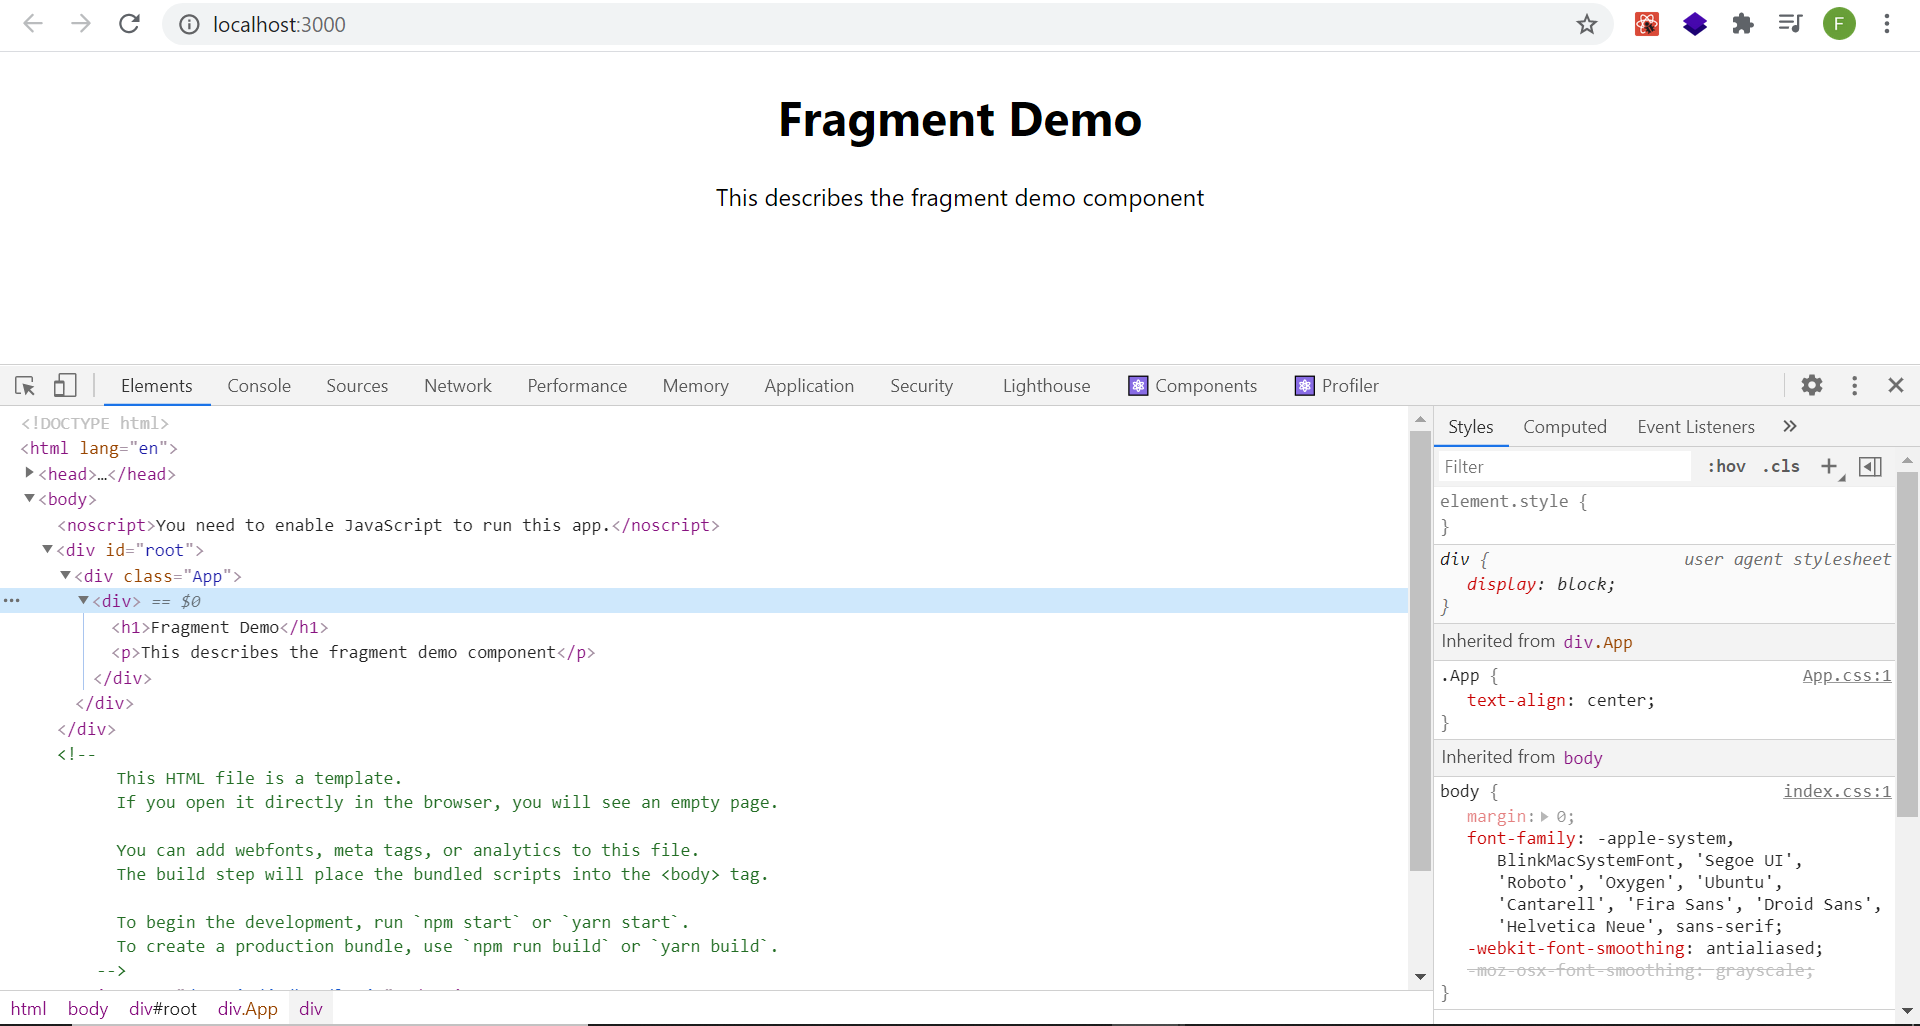 localhost:3000
F
Fragment Demo
This describes the fragment demo component
Elements Console Sources Network Performance Memory Application Security Lighthouse Components Profiler
<!DOCTYPE html>
<html lang="en">
<head>…</head>
<body>
<noscript>You need to enable JavaScript to run this app.</noscript>
<div id="root">
<div class="App">
<div> == $0
<h1>Fragment Demo</h1>
<p>This describes the fragment demo component</p>
</div>
</div>
</div>
<!--
This HTML file is a template.
If you open it directly in the browser, you will see an empty page.
You can add webfonts, meta tags, or analytics to this file.
The build step will place the bundled scripts into the <body> tag.
To begin the development, run `npm start` or `yarn start`.
To create a production bundle, use `npm run build` or `yarn build`.
-->
html body div#root div.App div
Styles Computed Event Listeners »
Filter :hov .cls +
element.style {
}
div { user agent stylesheet
display: block;
}
Inherited from div.App
.App { App.css:1
text-align: center;
}
Inherited from body
body { index.css:1
margin: 0;
font-family: -apple-system,
BlinkMacSystemFont, 'Segoe UI',
'Roboto', 'Oxygen', 'Ubuntu',
'Cantarell', 'Fira Sans', 'Droid Sans',
'Helvetica Neue', sans-serif;
-webkit-font-smoothing: antialiased;
-moz-osx-font-smoothing: grayscale;
}